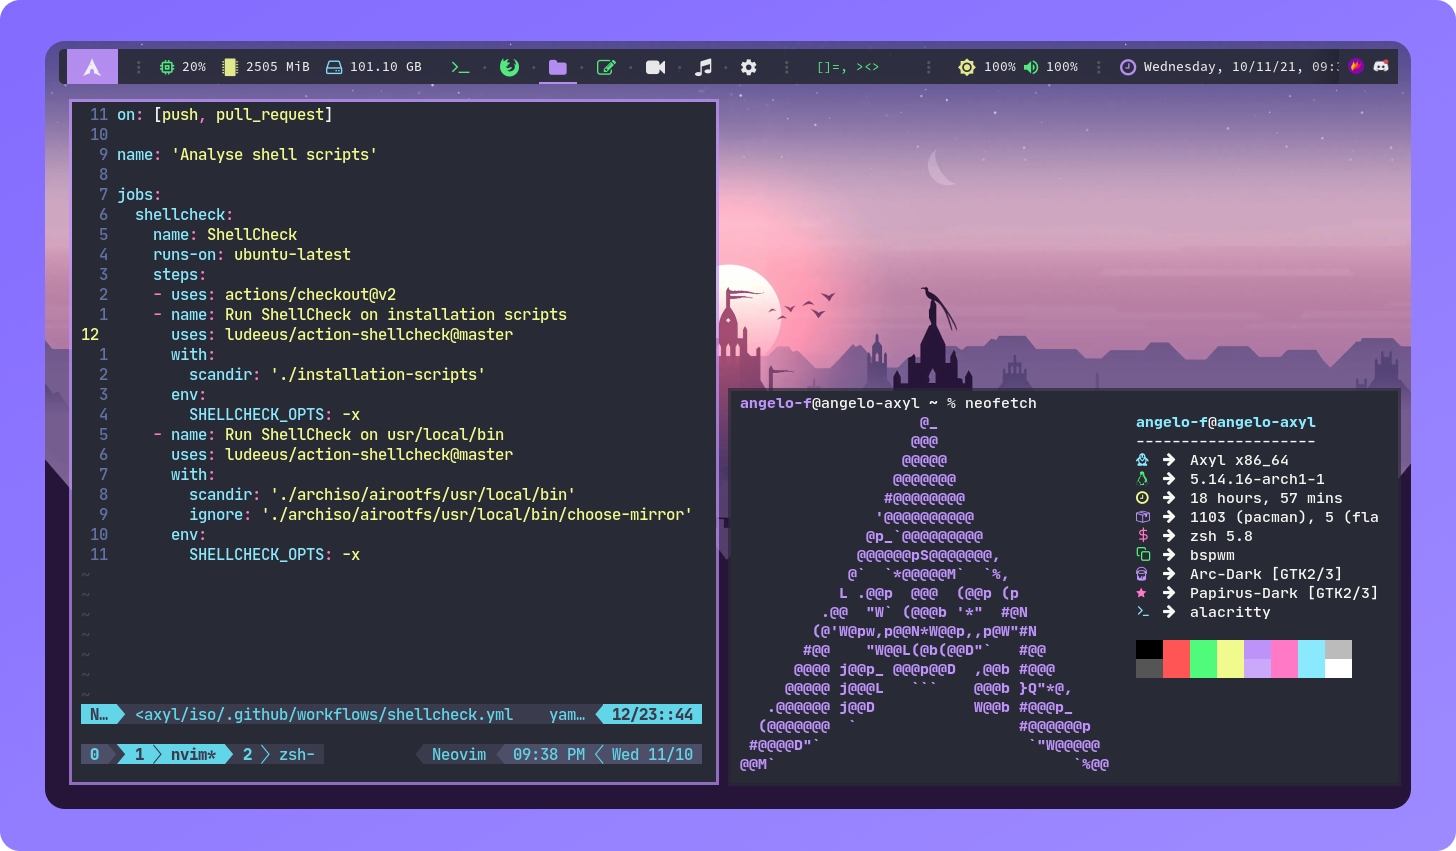 20% 2505 MiB 101.10 GB []=, ><> 100% 100% Wednesday, 10/11/21, 09:
11 on: [push, pull_request]
10
9 name: 'Analyse shell scripts'
8
7 jobs:
6 shellcheck:
5 name: ShellCheck
4 runs-on: ubuntu-latest
3 steps:
2 - uses: actions/checkout@v2
1 - name: Run ShellCheck on installation scripts
12 uses: ludeeus/action-shellcheck@master
1 with:
2 scandir: './installation-scripts'
3 env:
4 SHELLCHECK_OPTS: -x
5 - name: Run ShellCheck on usr/local/bin
6 uses: ludeeus/action-shellcheck@master
7 with:
8 scandir: './archiso/airootfs/usr/local/bin'
9 ignore: './archiso/airootfs/usr/local/bin/choose-mirror'
10 env:
11 SHELLCHECK_OPTS: -x
~
~
~
~
~
~
~
N… <axyl/iso/.github/workflows/shellcheck.yml yam… 12/23::44
0 1 nvim* 2 zsh- Neovim 09:38 PM Wed 11/10
angelo-f@angelo-axyl ~ % neofetch
@_
@@@
@@@@@
@@@@@@@
#@@@@@@@@
'@@@@@@@@@@
@p_`@@@@@@@@@
@@@@@@pS@@@@@@@,
@` `*@@@@@M` `%,
L .@@p @@@ (@@p (p
.@@ "W` (@@@b '*" #@N
(@'W@pw,p@@N*W@@p,,p@W"#N
#@@ "W@@L(@b(@@D"` #@@
@@@@ j@@p_ @@@p@@D ,@@b #@@@
@@@@@ j@@@L ``` @@@b }Q"*@,
.@@@@@@ j@@D W@@b #@@@p_
(@@@@@@@ ` #@@@@@@p
#@@@@D"` `"W@@@@@
@@M` `%@@
angelo-f@angelo-axyl
--------------------
Axyl x86_64
5.14.16-arch1-1
18 hours, 57 mins
1103 (pacman), 5 (fla
zsh 5.8
bspwm
Arc-Dark [GTK2/3]
Papirus-Dark [GTK2/3]
alacritty